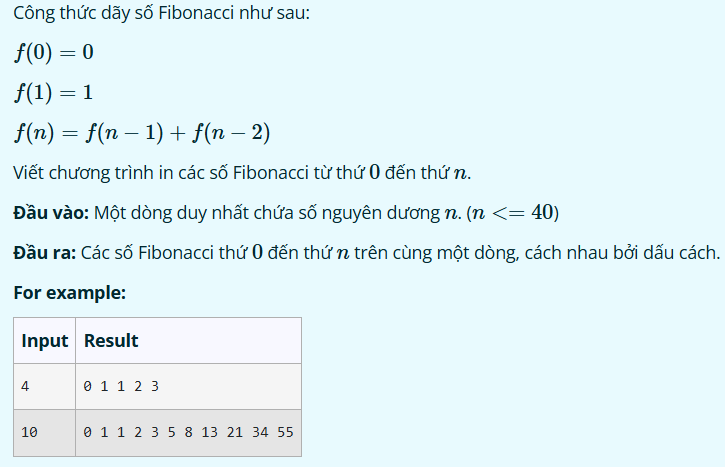 Công thức dãy số Fibonacci như sau:
f(0) = 0
f(1) = 1
f(n) = f(n − 1) + f(n − 2)
Viết chương trình in các số Fibonacci từ thứ 0 đến thứ n.
Đầu vào: Một dòng duy nhất chứa số nguyên dương n. (n <= 40)
Đầu ra: Các số Fibonacci thứ 0 đến thứ n trên cùng một dòng, cách nhau bởi dấu cách.
For example:
Input Result
4 0 1 1 2 3
10 0 1 1 2 3 5 8 13 21 34 55